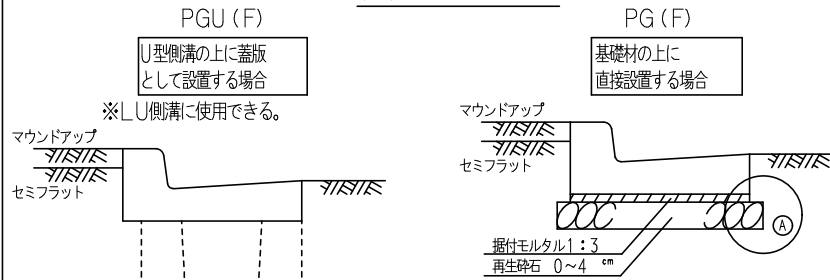 PGU(F)
U型側溝の上に蓋版
として設置する場合
※LU側溝に使用できる。
マウンドアップ
セミフラット
PG(F)
基礎材の上に
直接設置する場合
マウンドアップ
セミフラット
A
据付モルタル1:3
再生砕石 0~4 cm